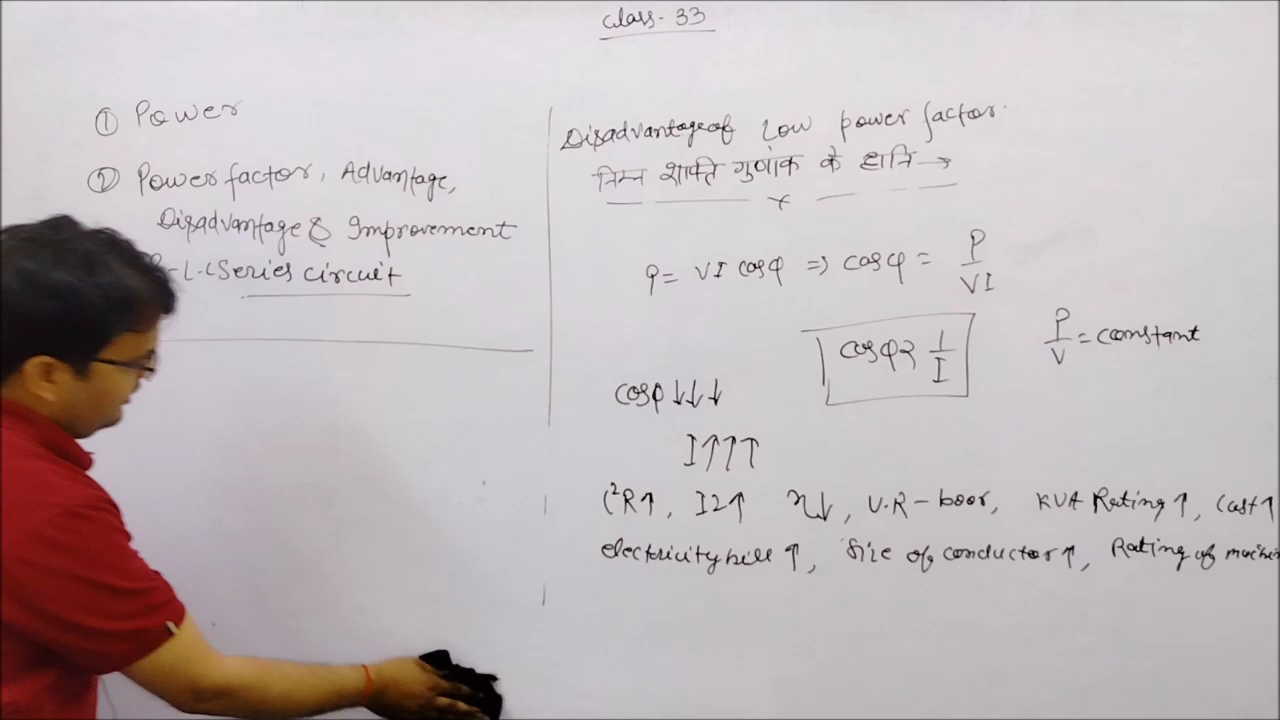 Class- 33
① Power
② Power factor, Advantage,
Disadvantage & Improvement
R-L-C Series circuit
Disadvantage of Low power factor.
निम्न शक्ति गुणांक के हानि →
P = VI cosφ => cosφ = P/VI
cosφ ∝ 1/I
P/V = constant
cosφ ↓↓↓
I↑↑↑
I²R↑, IZ↑ η↓, V.R - poor, KVA Rating ↑, Cost ↑
electricity bill ↑, Size of conductor ↑, Rating of